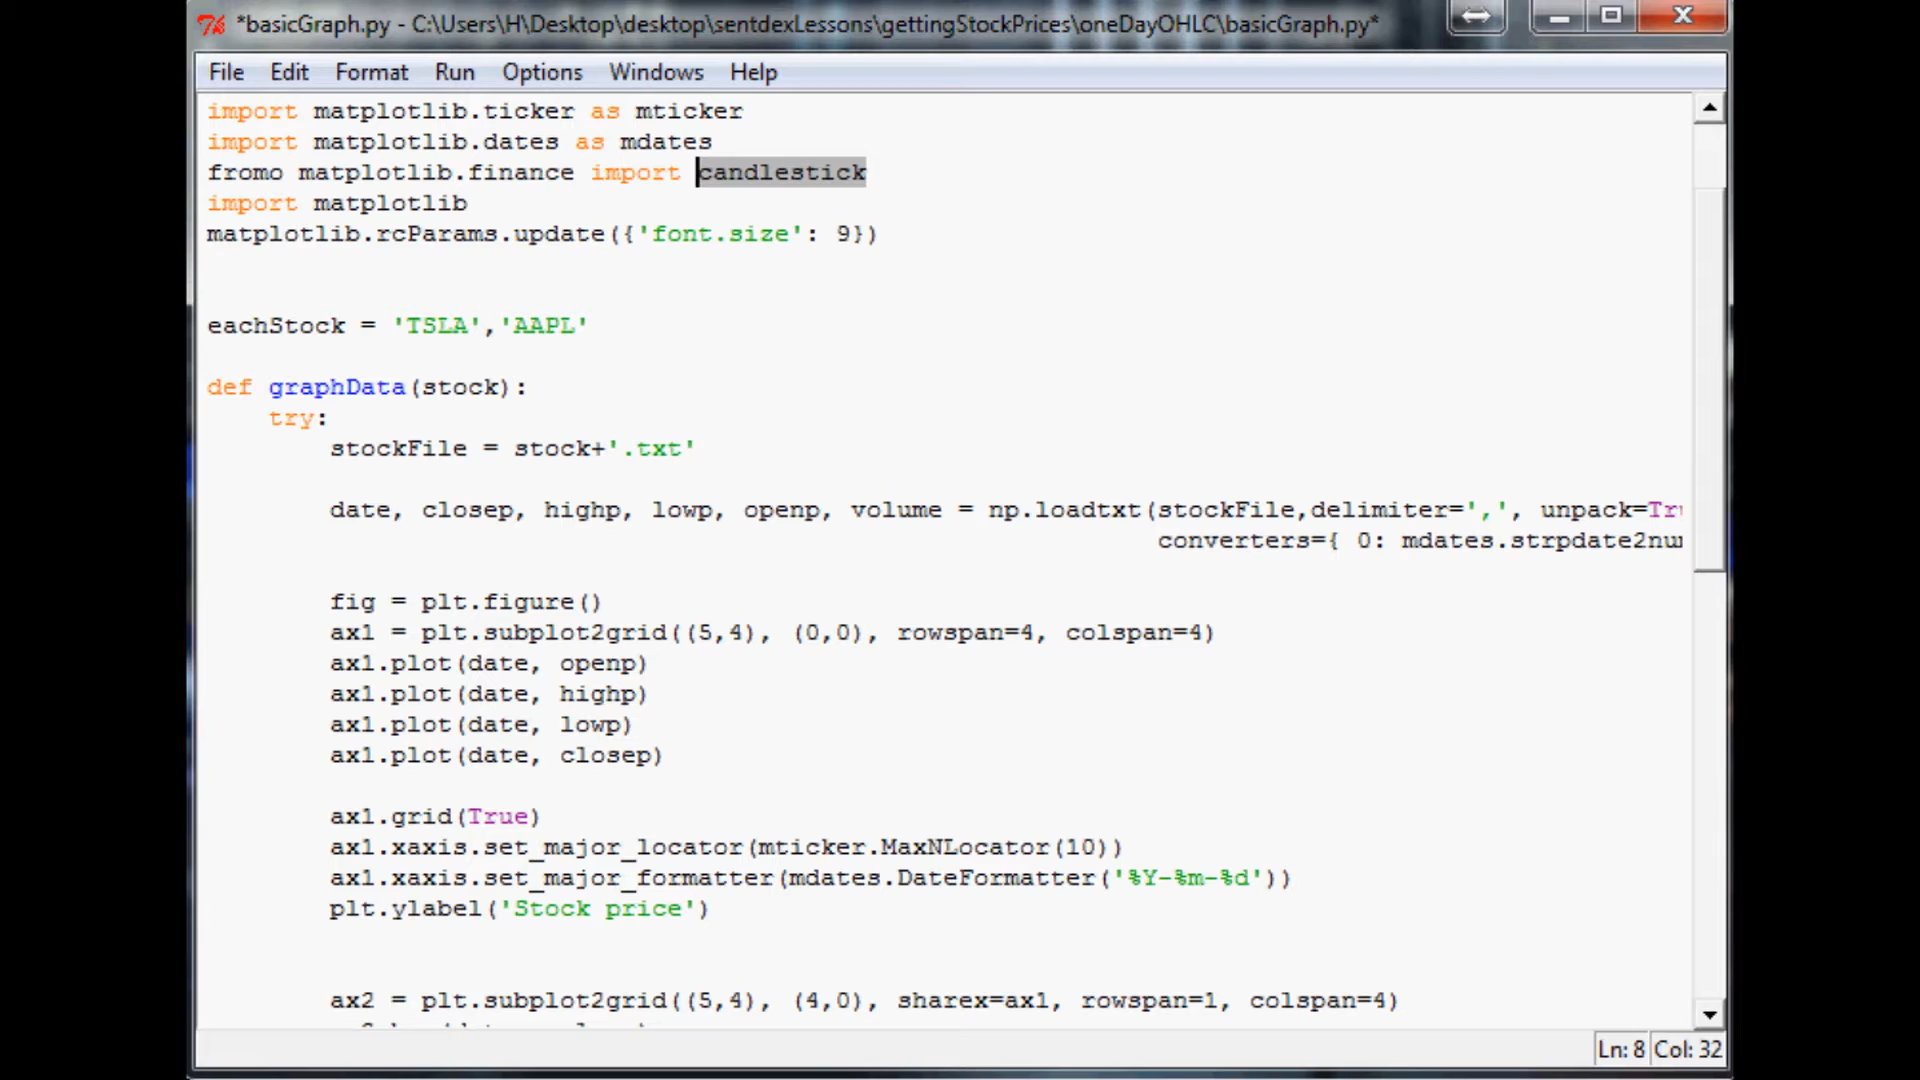 *basicGraph.py - C:\Users\H\Desktop\desktop\sentdexLessons\gettingStockPrices\oneDayOHLC\basicGraph.py*
File Edit Format Run Options Windows Help
import matplotlib.ticker as mticker
import matplotlib.dates as mdates
fromo matplotlib.finance import candlestick
import matplotlib
matplotlib.rcParams.update({'font.size': 9})
eachStock = 'TSLA','AAPL'
def graphData(stock):
try:
stockFile = stock+'.txt'
date, closep, highp, lowp, openp, volume = np.loadtxt(stockFile,delimiter=',', unpack=Tru
converters={ 0: mdates.strpdate2num
fig = plt.figure()
ax1 = plt.subplot2grid((5,4), (0,0), rowspan=4, colspan=4)
ax1.plot(date, openp)
ax1.plot(date, highp)
ax1.plot(date, lowp)
ax1.plot(date, closep)
ax1.grid(True)
ax1.xaxis.set_major_locator(mticker.MaxNLocator(10))
ax1.xaxis.set_major_formatter(mdates.DateFormatter('%Y-%m-%d'))
plt.ylabel('Stock price')
ax2 = plt.subplot2grid((5,4), (4,0), sharex=ax1, rowspan=1, colspan=4)
Ln: 8 Col: 32